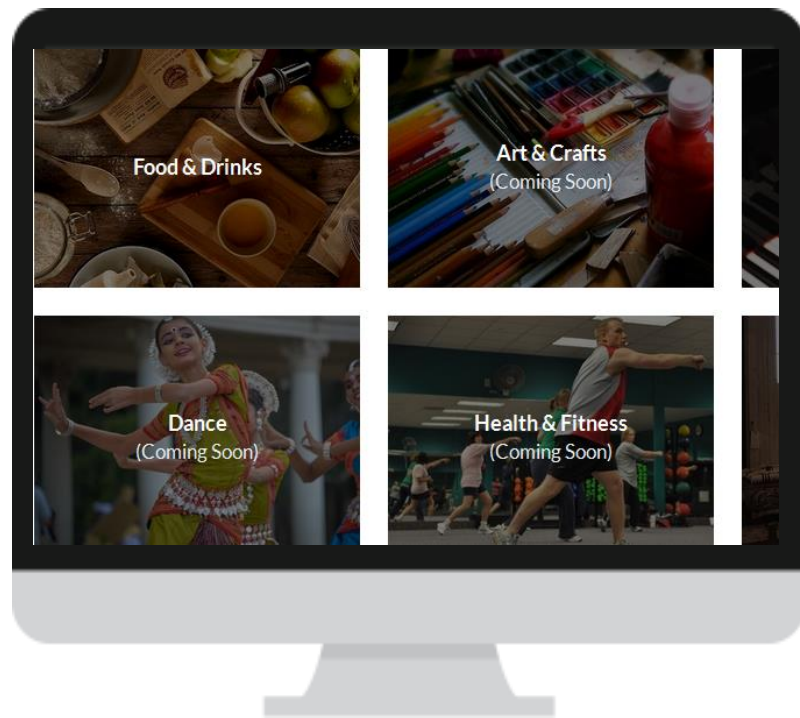 Food & Drinks
Art & Crafts
(Coming Soon)
Dance
(Coming Soon)
Health & Fitness
(Coming Soon)